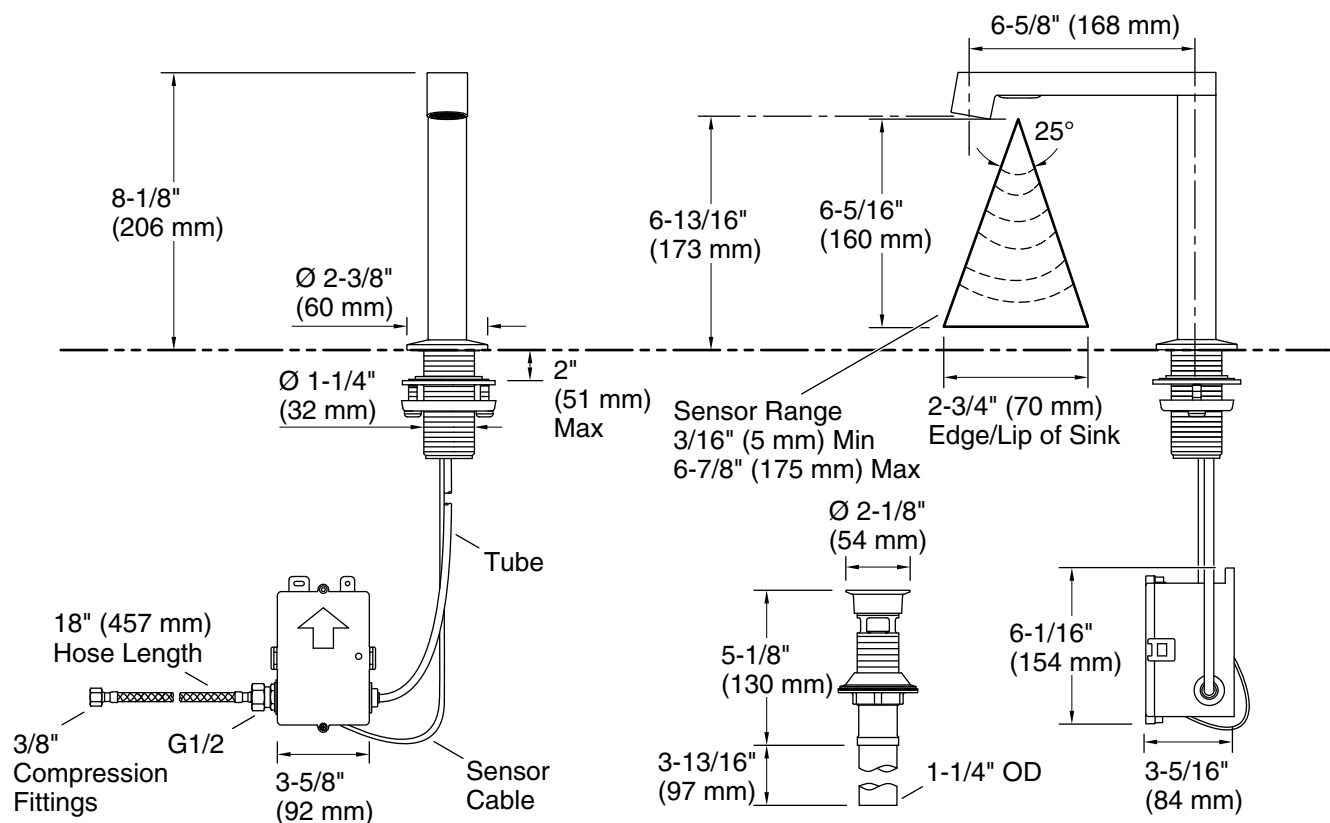 6-5/8" (168 mm)
25°
8-1/8"
(206 mm)
6-13/16"
(173 mm)
6-5/16"
(160 mm)
Ø 2-3/8"
(60 mm)
Ø 1-1/4"
(32 mm)
2"
(51 mm)
Max
Sensor Range
3/16" (5 mm) Min
6-7/8" (175 mm) Max
2-3/4" (70 mm)
Edge/Lip of Sink
Ø 2-1/8"
(54 mm)
Tube
18" (457 mm)
Hose Length
5-1/8"
(130 mm)
6-1/16"
(154 mm)
3/8"
Compression
Fittings
G1/2
3-5/8"
(92 mm)
Sensor
Cable
3-13/16"
(97 mm)
1-1/4" OD
3-5/16"
(84 mm)